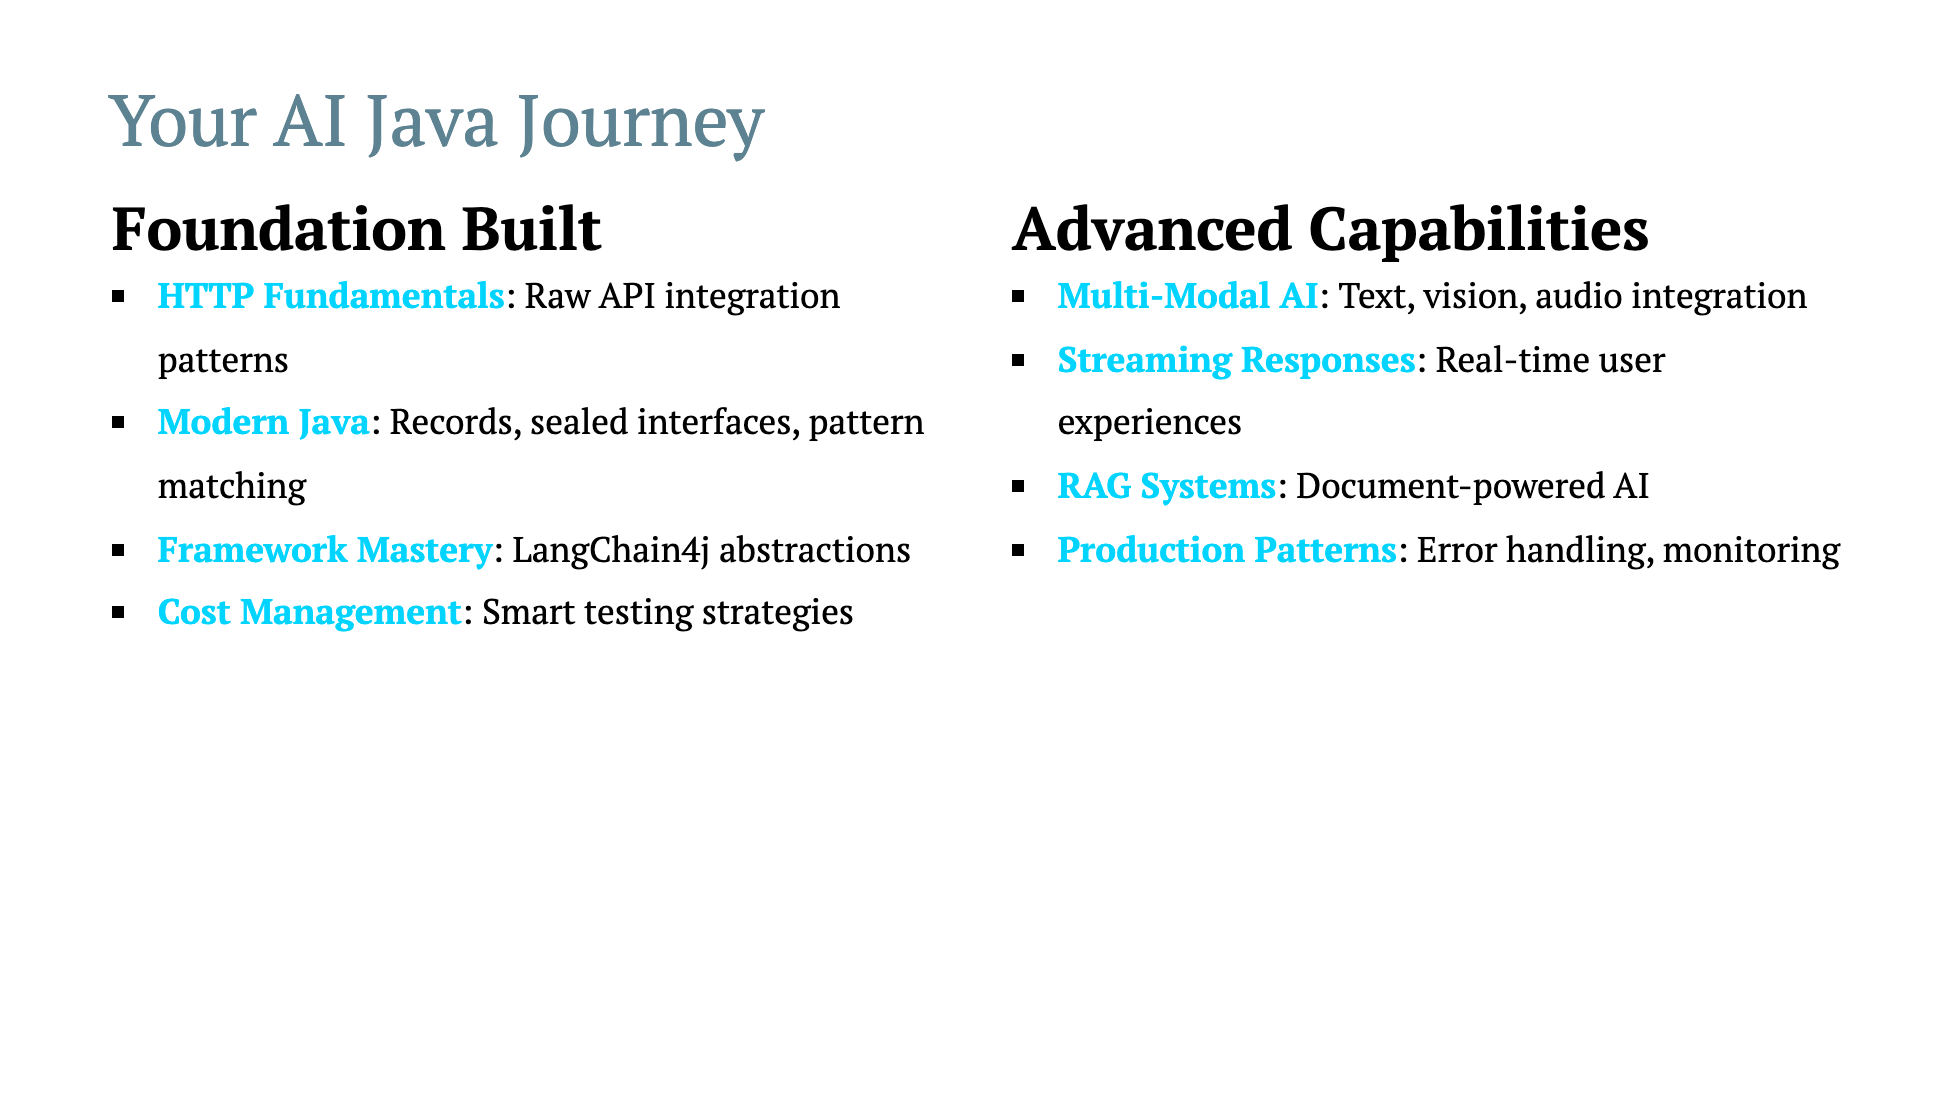 Your AI Java Journey
Foundation Built
▪ HTTP Fundamentals: Raw API integration
patterns
▪ Modern Java: Records, sealed interfaces, pattern
matching
▪ Framework Mastery: LangChain4j abstractions
▪ Cost Management: Smart testing strategies
Advanced Capabilities
▪ Multi-Modal AI: Text, vision, audio integration
▪ Streaming Responses: Real-time user
experiences
▪ RAG Systems: Document-powered AI
▪ Production Patterns: Error handling, monitoring